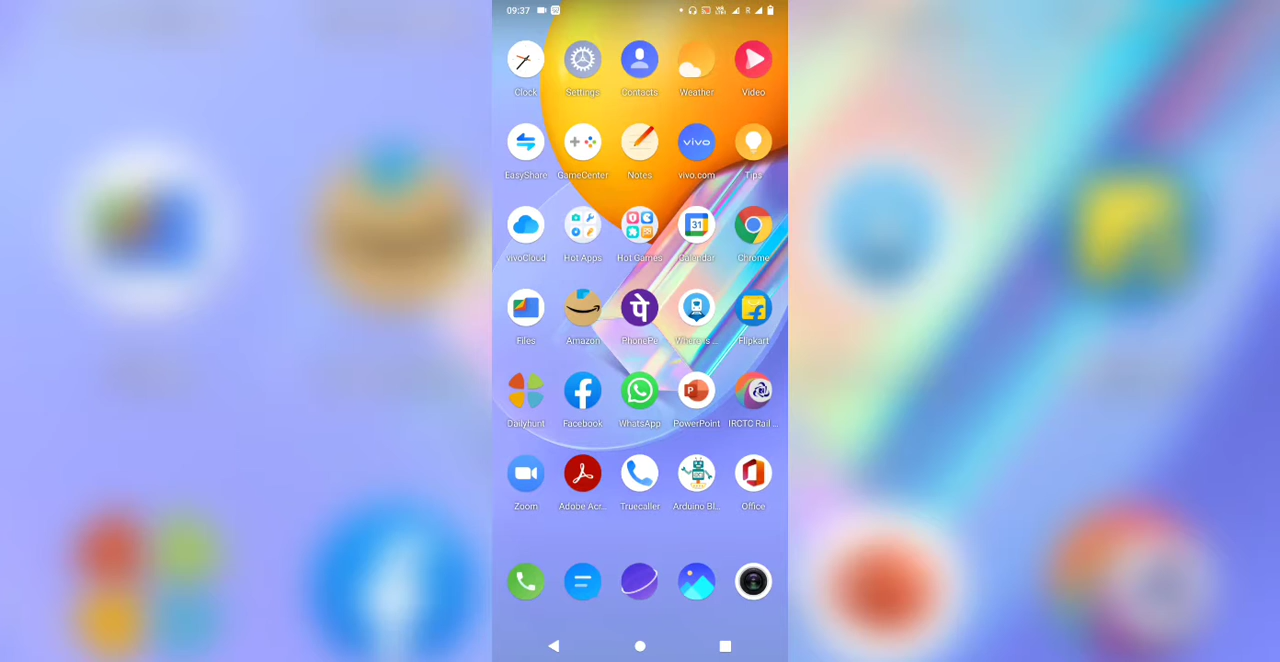 09:37
Clock Settings Contacts Weather Video
EasyShare GameCenter Notes vivo.com Tips
vivo
31
vivoCloud Hot Apps Hot Games Calendar Chrome
पे
Files Amazon PhonePe Where is ... Flipkart
Dailyhunt Facebook WhatsApp PowerPoint IRCTC Rail ...
Zoom Adobe Acr... Truecaller Arduino Bl... Office